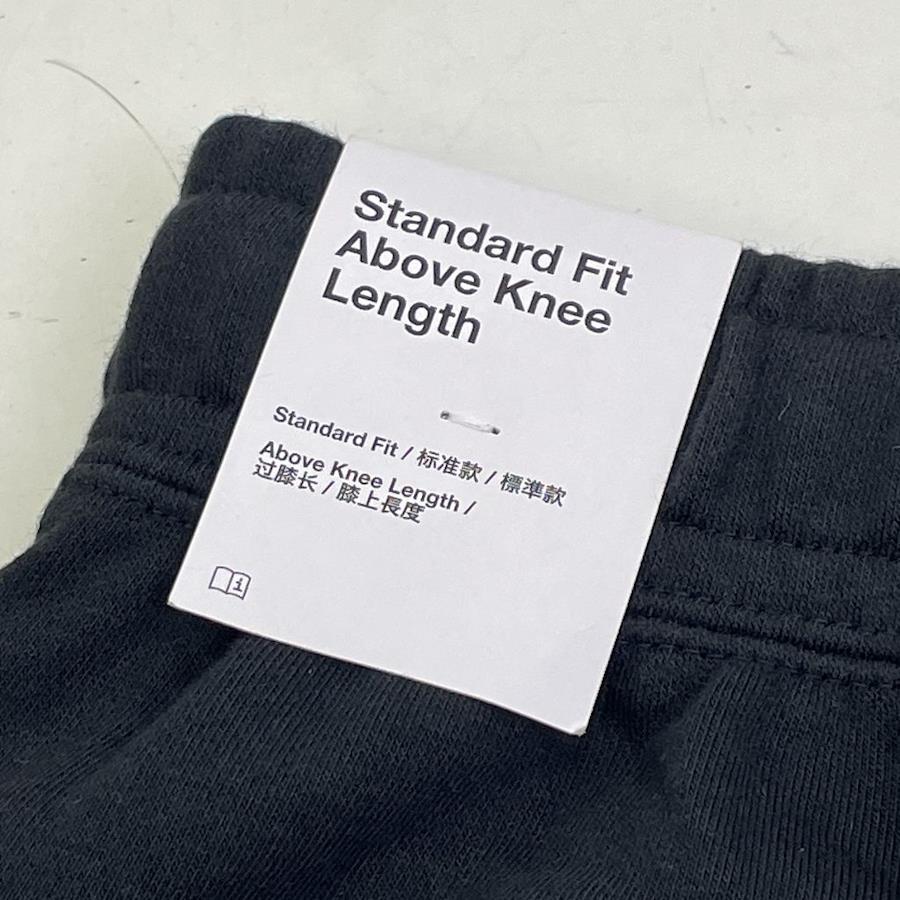 Standard Fit
Above Knee
Length
Standard Fit / 标准款 / 標準款
Above Knee Length /
过膝长 / 膝上長度
i